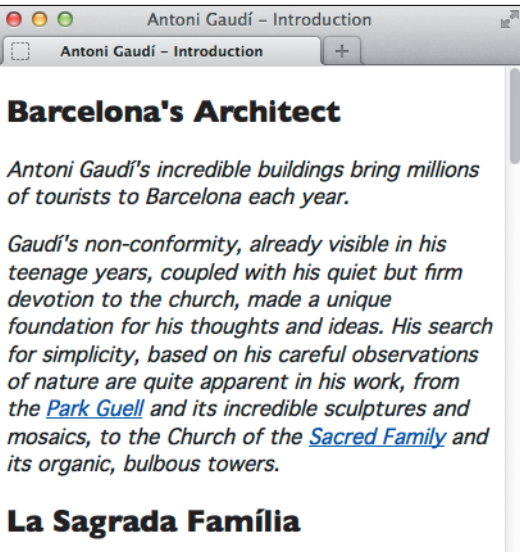 Antoni Gaudí – Introduction
Antoni Gaudí – Introduction
Barcelona's Architect
Antoni Gaudí's incredible buildings bring millions
of tourists to Barcelona each year.
Gaudí's non-conformity, already visible in his
teenage years, coupled with his quiet but firm
devotion to the church, made a unique
foundation for his thoughts and ideas. His search
for simplicity, based on his careful observations
of nature are quite apparent in his work, from
the Park Guell and its incredible sculptures and
mosaics, to the Church of the Sacred Family and
its organic, bulbous towers.
La Sagrada Família